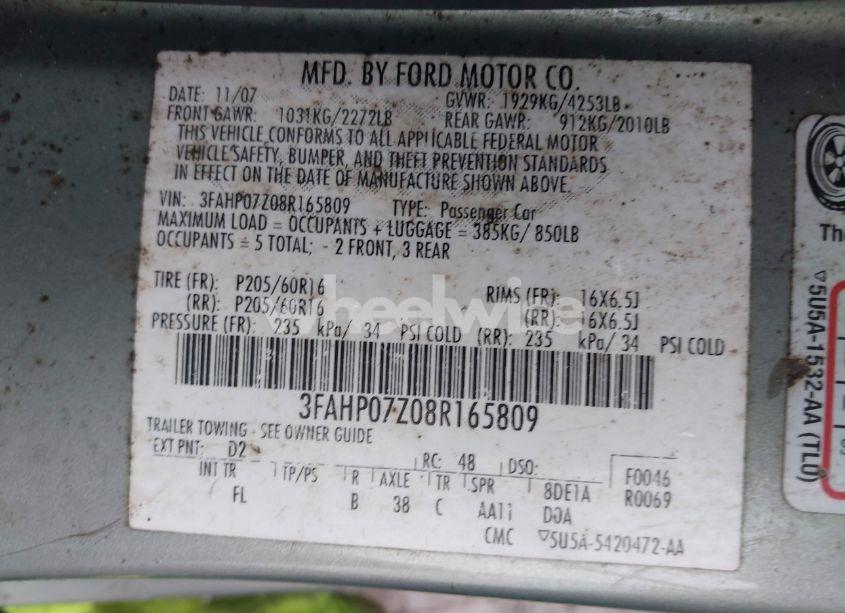 MFD. BY FORD MOTOR CO.
DATE: 11/07 GVWR: 1929KG/4253LB
FRONT GAWR: 1031KG/2272LB REAR GAWR: 912KG/2010LB
THIS VEHICLE CONFORMS TO ALL APPLICABLE FEDERAL MOTOR
VEHICLE SAFETY, BUMPER, AND THEFT PREVENTION STANDARDS
IN EFFECT ON THE DATE OF MANUFACTURE SHOWN ABOVE.
VIN: 3FAHP07Z08R165809 TYPE: Passenger Car
MAXIMUM LOAD = OCCUPANTS + LUGGAGE = 385KG/ 850LB
OCCUPANTS = 5 TOTAL; - 2 FRONT, 3 REAR
TIRE (FR): P205/60R16 RIMS (FR): 16X6.5J
(RR): P205/60R16 (RR): 16X6.5J
PRESSURE (FR): 235 kPa/ 34 PSI COLD (RR): 235 kPa/ 34 PSI COLD
wheelwise
3FAHP07Z08R165809
TRAILER TOWING - SEE OWNER GUIDE
EXT PNT: D2 RC: 48 DSO: F0046
INT TR TP/PS R AXLE TR SPR 8DE1A R0069
FL B 38 C AA11 D0A
CMC ▽5U5A-5420472-AA
The
▽5U5A-1532-AA (TLD)